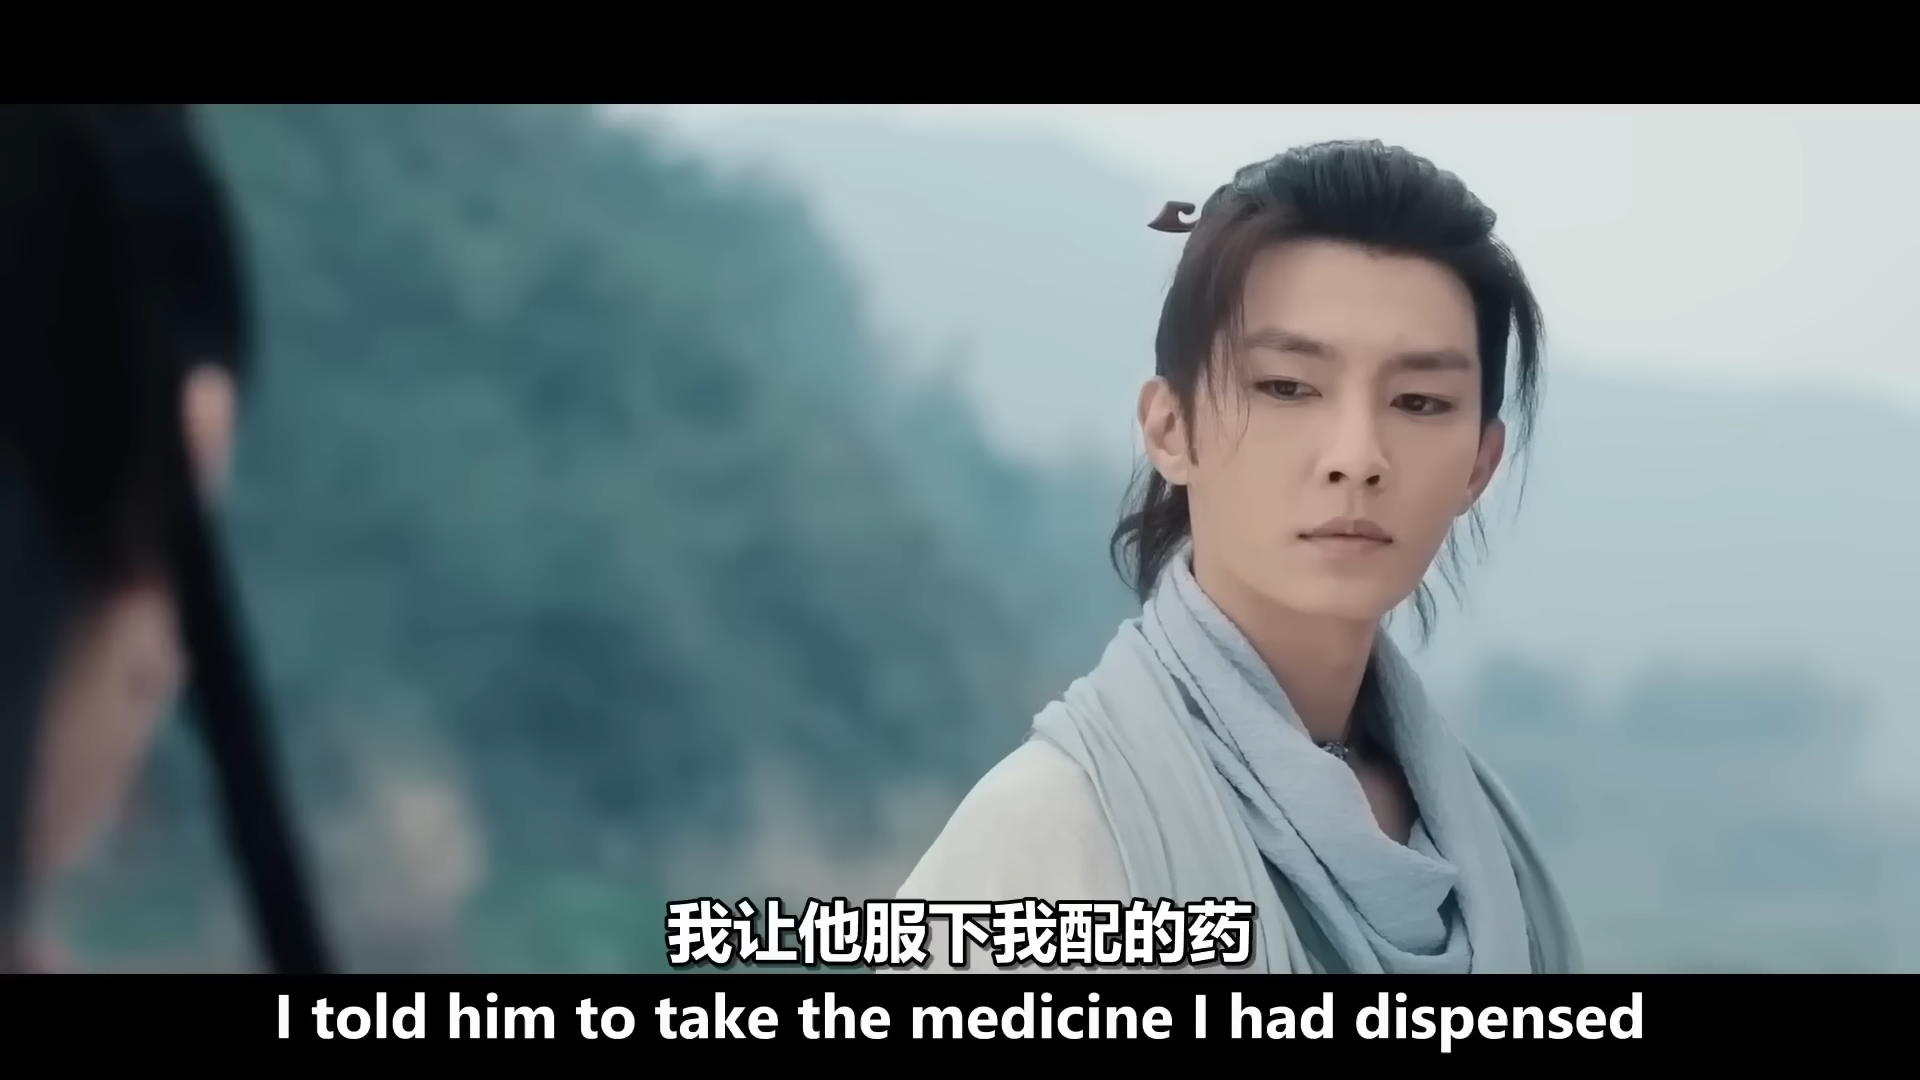 我让他服下我配的药
I told him to take the medicine I had dispensed